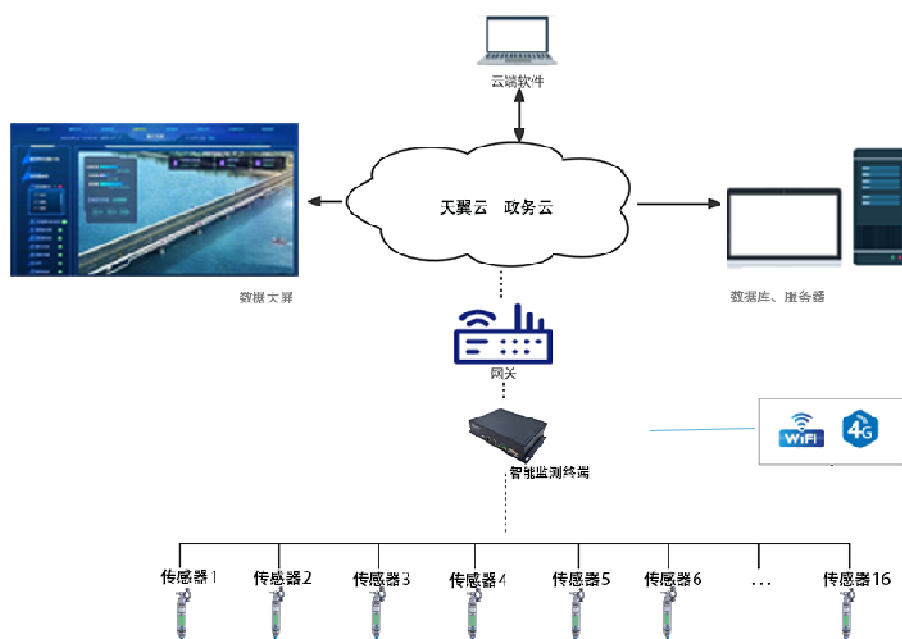 云端软件
天翼云 政务云
数据大屏
数据库、服务器
网关
WiFi
4G
智能监测终端
传感器1 传感器2 传感器3 传感器4 传感器5 传感器6 … 传感器16